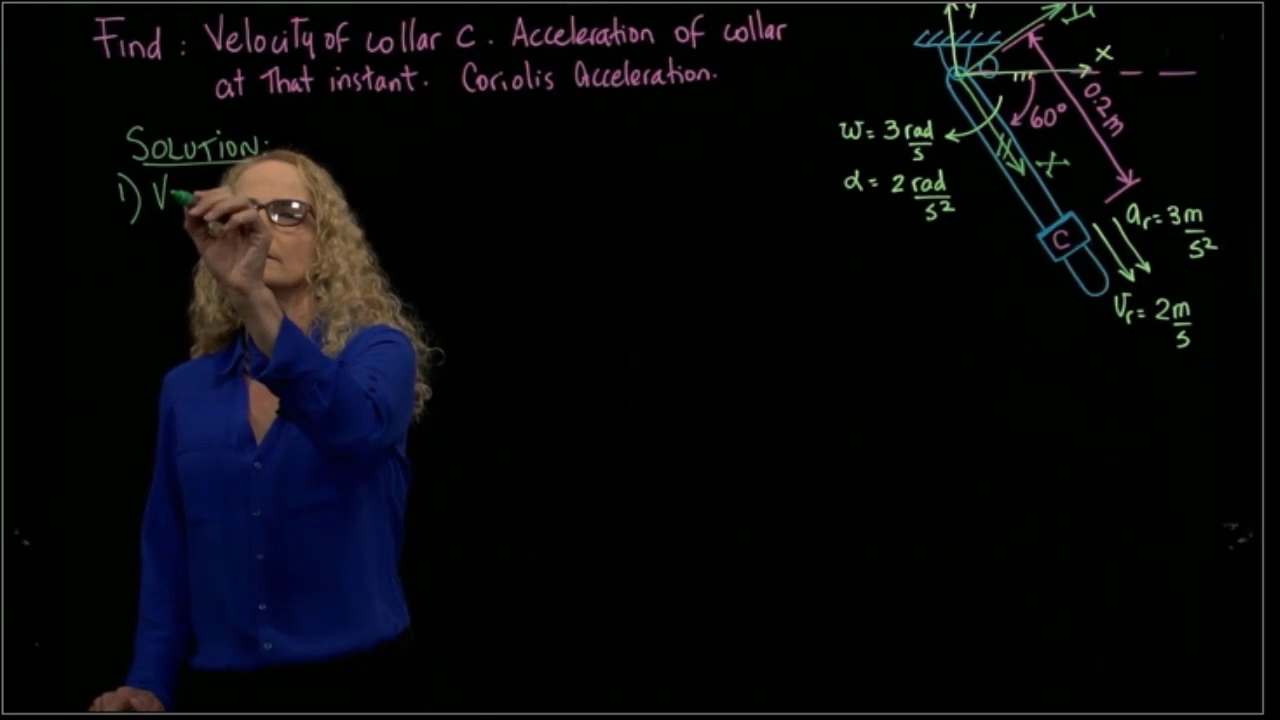 Find : Velocity of collar C. Acceleration of collar
at that instant. Coriolis Acceleration.
SOLUTION:
1) V
y
x
60°
0.2m
ω = 3 rad/s
α = 2 rad/s²
C
a_r = 3 m/s²
v_r = 2 m/s